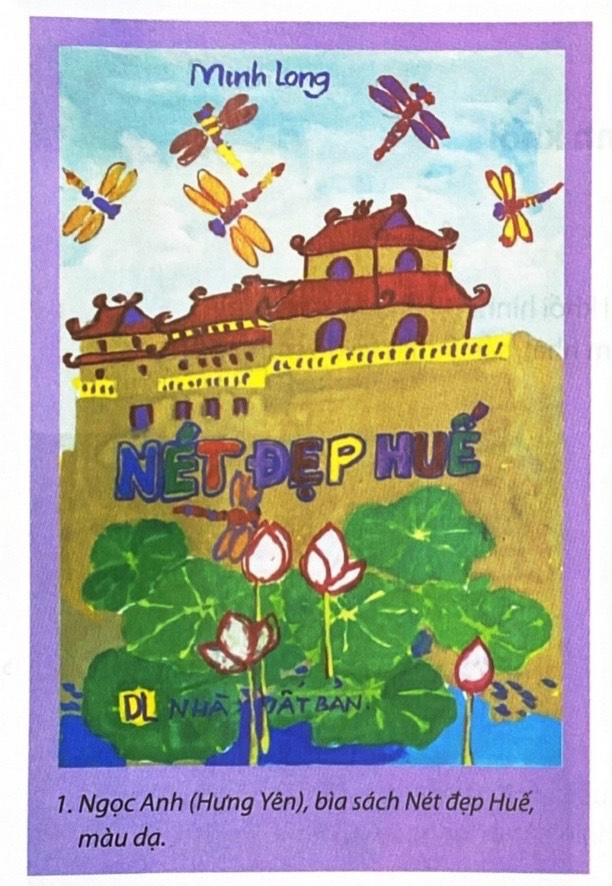 Minh Long
NÉT ĐẸP HUẾ
DL NHÀ XUẤT BẢN.
1. Ngọc Anh (Hưng Yên), bìa sách Nét đẹp Huế,
màu dạ.